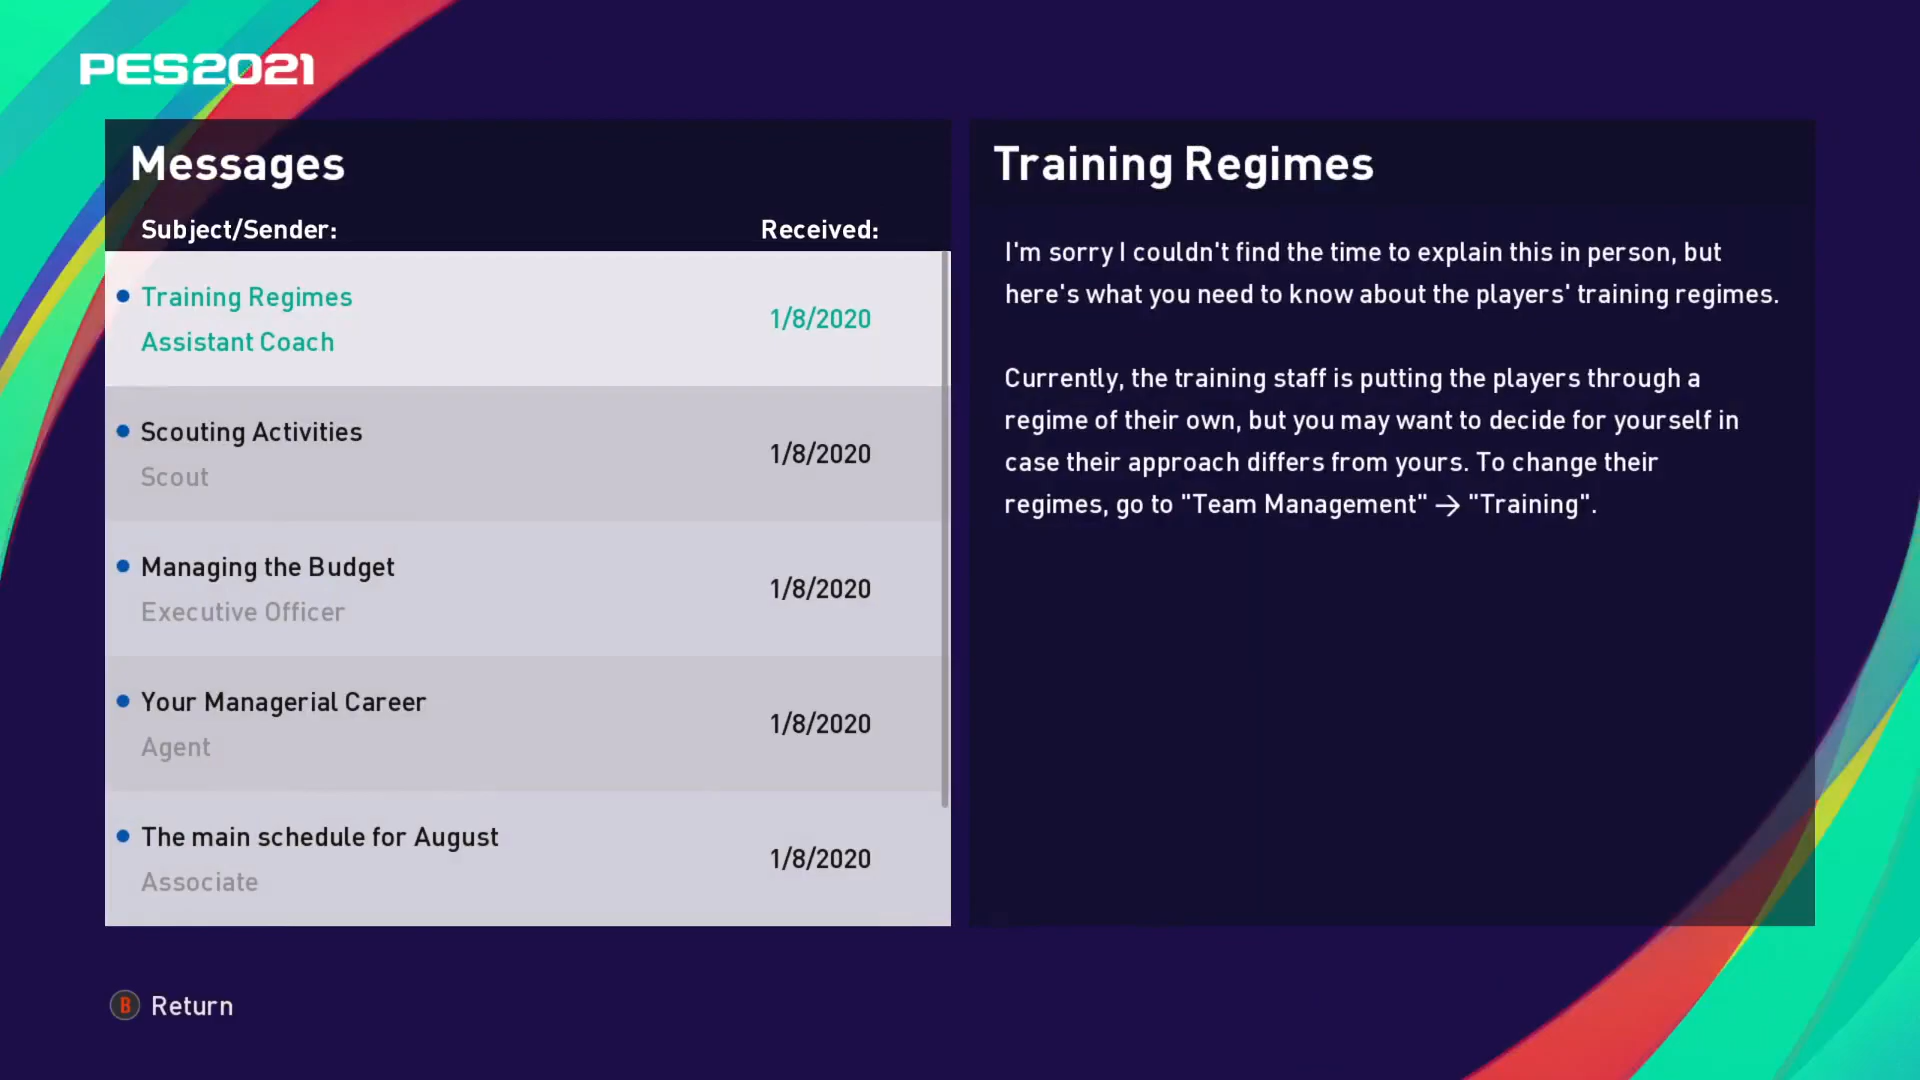 PES2021
Messages
Subject/Sender: Received:
Training Regimes
Assistant Coach
1/8/2020
Scouting Activities
Scout
1/8/2020
Managing the Budget
Executive Officer
1/8/2020
Your Managerial Career
Agent
1/8/2020
The main schedule for August
Associate
1/8/2020
Training Regimes
I'm sorry I couldn't find the time to explain this in person, but
here's what you need to know about the players' training regimes.
Currently, the training staff is putting the players through a
regime of their own, but you may want to decide for yourself in
case their approach differs from yours. To change their
regimes, go to "Team Management" → "Training".
B Return